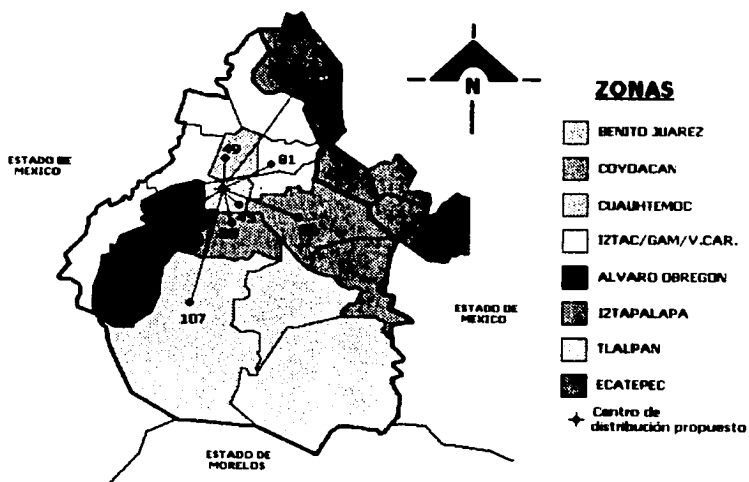 N
ZONAS
BENITO JUAREZ
COYOACAN
CUAUHTEMOC
IZTAC/GAM/V.CAR.
ALVARO OBREGON
IZTAPALAPA
TLALPAN
ECATEPEC
Centro de
distribución propuesto
ESTADO DE
MEXICO
49
81
107
ESTADO DE
MEXICO
ESTADO DE
MORELOS